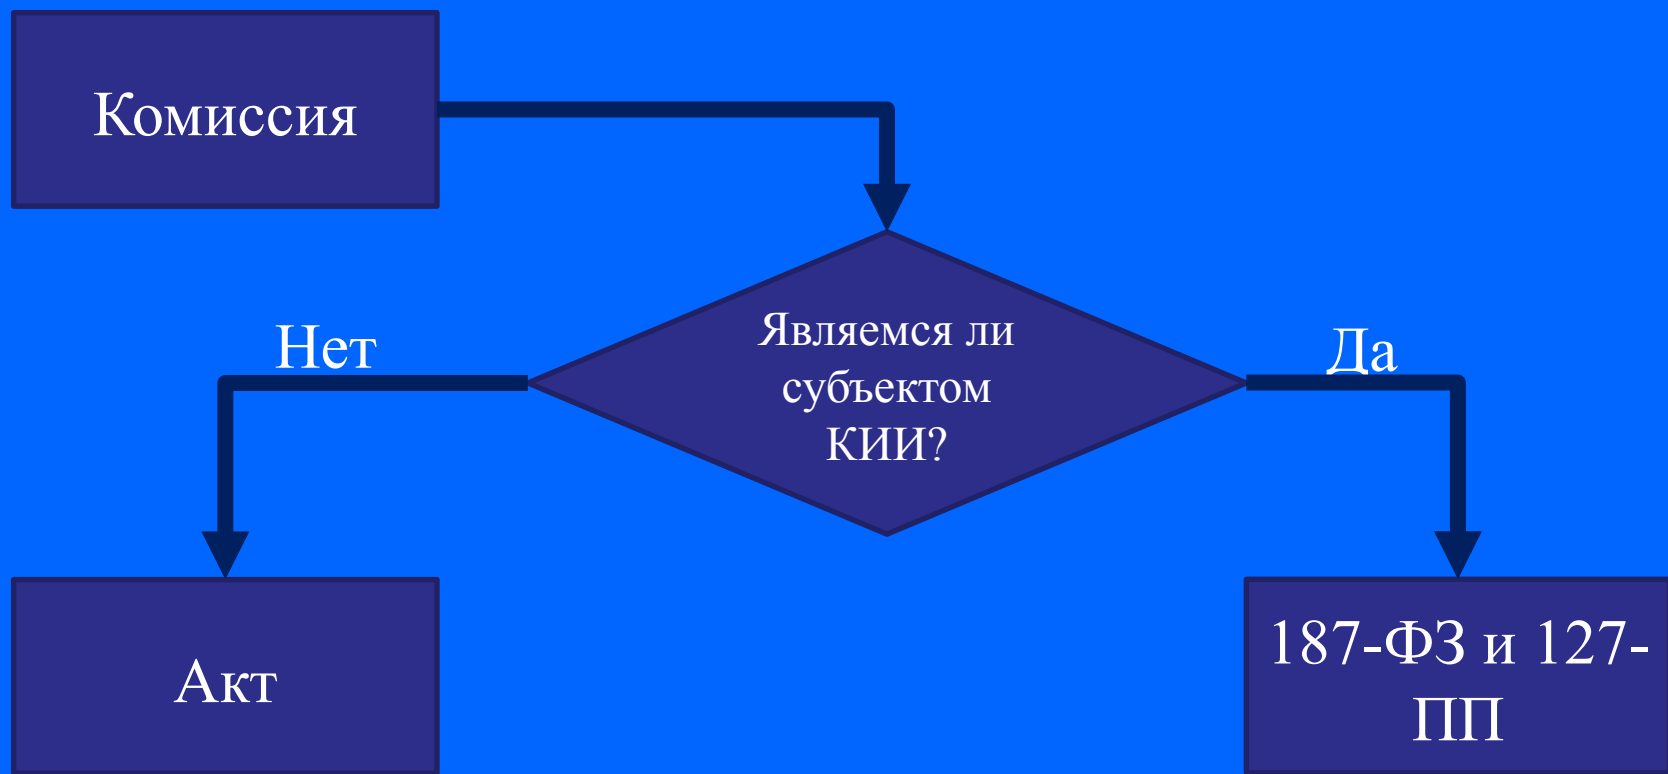 Комиссия
Являемся ли
субъектом
КИИ?
Нет
Да
Акт
187-ФЗ и 127-
ПП